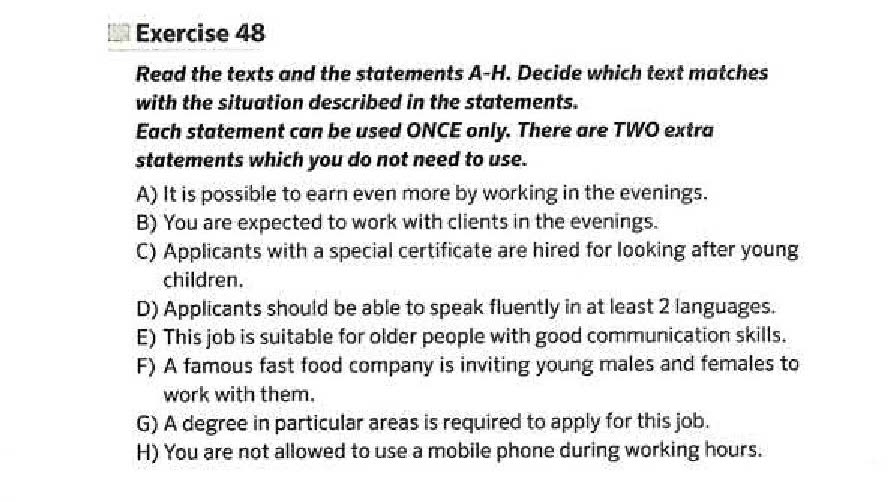 Exercise 48
Read the texts and the statements A-H. Decide which text matches
with the situation described in the statements.
Each statement can be used ONCE only. There are TWO extra
statements which you do not need to use.
A) It is possible to earn even more by working in the evenings.
B) You are expected to work with clients in the evenings.
C) Applicants with a special certificate are hired for looking after young
children.
D) Applicants should be able to speak fluently in at least 2 languages.
E) This job is suitable for older people with good communication skills.
F) A famous fast food company is inviting young males and females to
work with them.
G) A degree in particular areas is required to apply for this job.
H) You are not allowed to use a mobile phone during working hours.